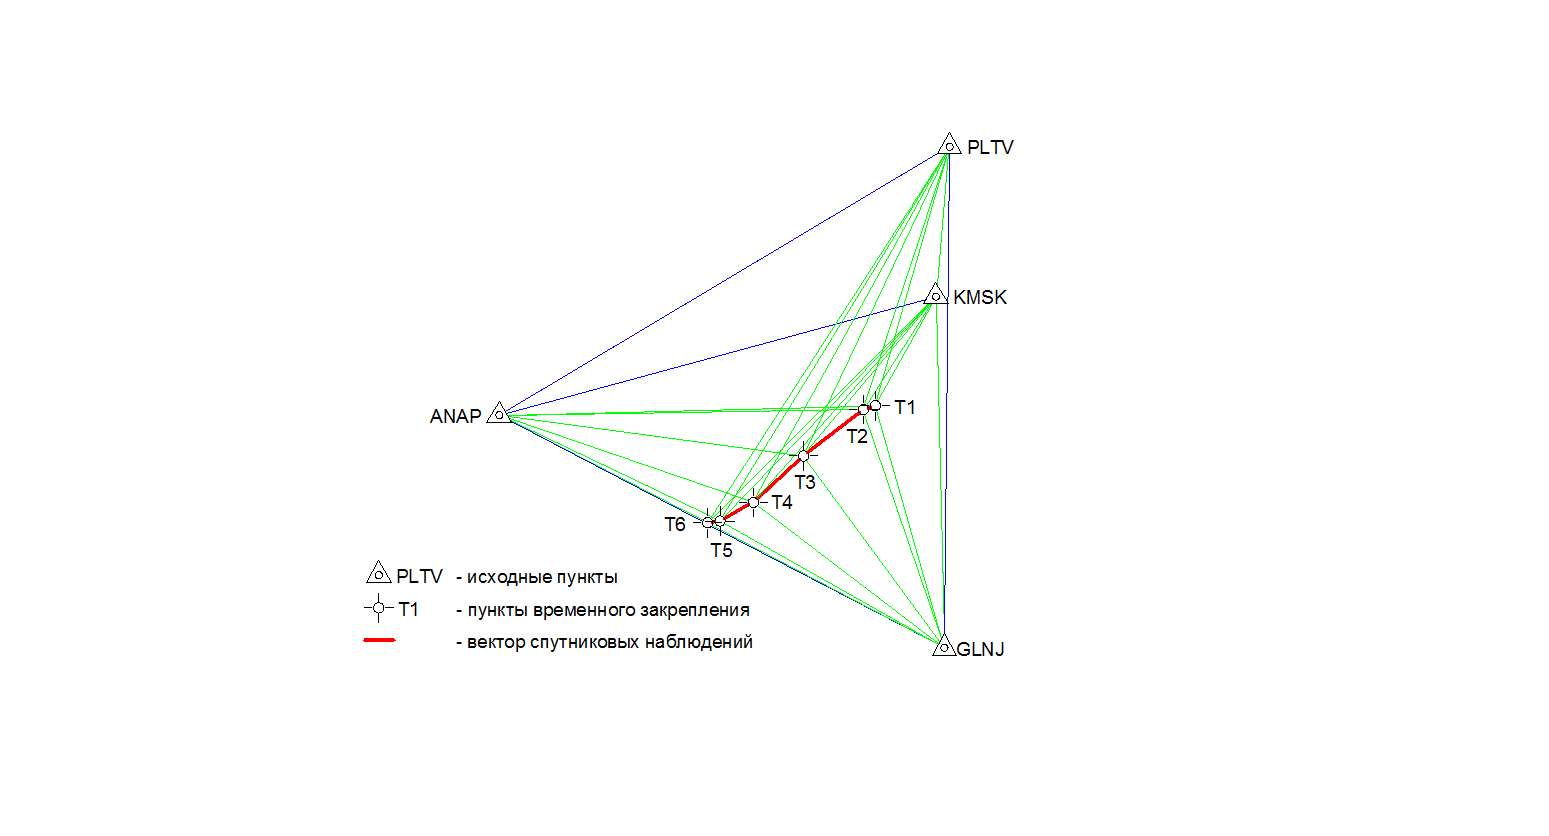 PLTV
KMSK
ANAP
T1
T2
T3
T4
T6
T5
GLNJ
PLTV - исходные пункты
T1 - пункты временного закрепления
- вектор спутниковых наблюдений